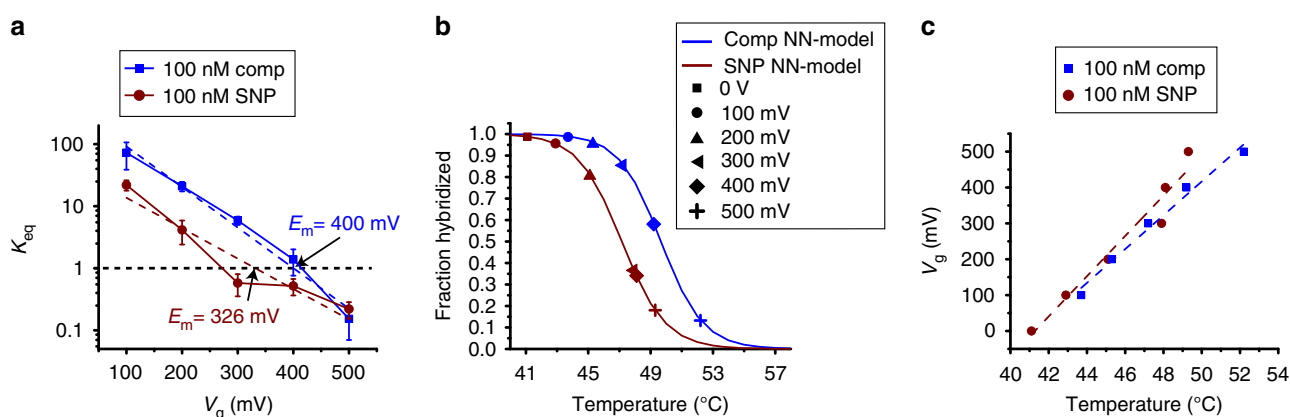 a
100 nM comp
100 nM SNP
100
10
1
0.1
K_eq
E_m = 400 mV
E_m = 326 mV
100 200 300 400 500
V_g (mV)
b
Comp NN-model
SNP NN-model
0 V
100 mV
200 mV
300 mV
400 mV
500 mV
1.0
0.9
0.8
0.7
0.6
0.5
0.4
0.3
0.2
0.1
0.0
Fraction hybridized
41 45 49 53 57
Temperature (°C)
c
100 nM comp
100 nM SNP
500
400
300
200
100
0
V_g (mV)
40 42 44 46 48 50 52 54
Temperature (°C)